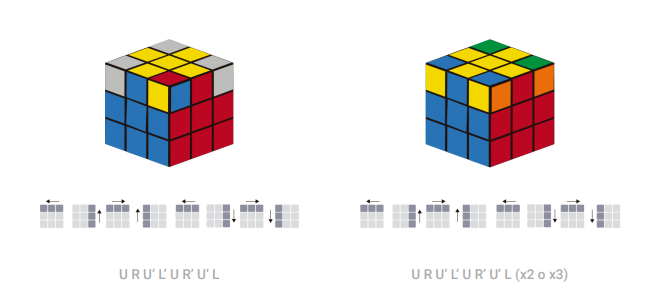 U R U' L' U R' U' L
U R U' L' U R' U' L (x2 o x3)